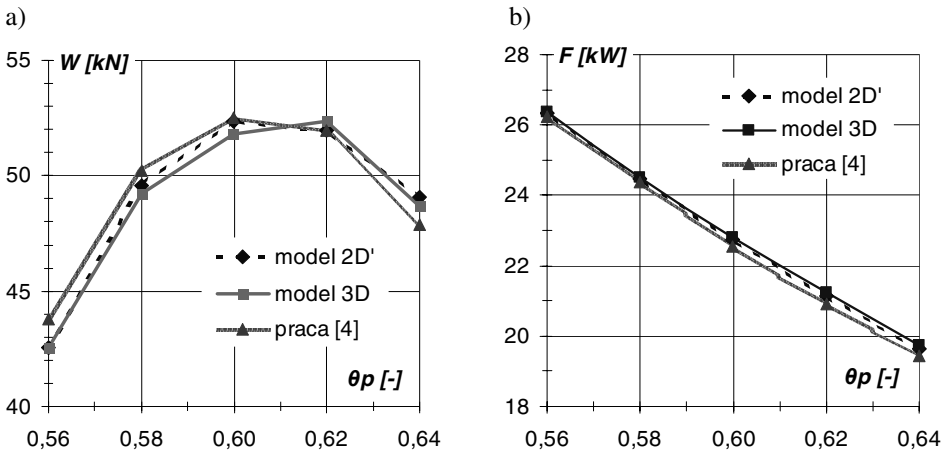 a)
W [kN]
55
50
45
40
model 2D'
model 3D
praca [4]
θp [-]
0,56 0,58 0,60 0,62 0,64
b)
F [kW]
28
26
24
22
20
18
model 2D'
model 3D
praca [4]
θp [-]
0,56 0,58 0,60 0,62 0,64